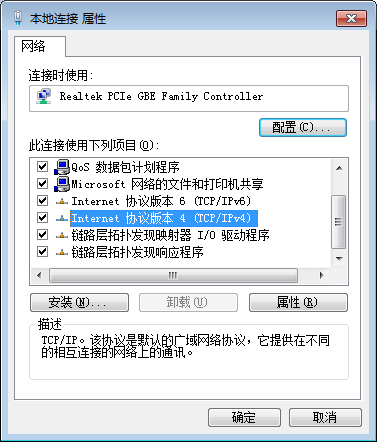 本地连接 属性
网络
连接时使用:
Realtek PCIe GBE Family Controller
配置(C)...
此连接使用下列项目(O):
QoS 数据包计划程序
Microsoft 网络的文件和打印机共享
Internet 协议版本 6 (TCP/IPv6)
Internet 协议版本 4 (TCP/IPv4)
链路层拓扑发现映射器 I/O 驱动程序
链路层拓扑发现响应程序
安装(N)...
卸载(U)
属性(R)
描述
TCP/IP。该协议是默认的广域网络协议，它提供在不同
的相互连接的网络上的通讯。
确定
取消